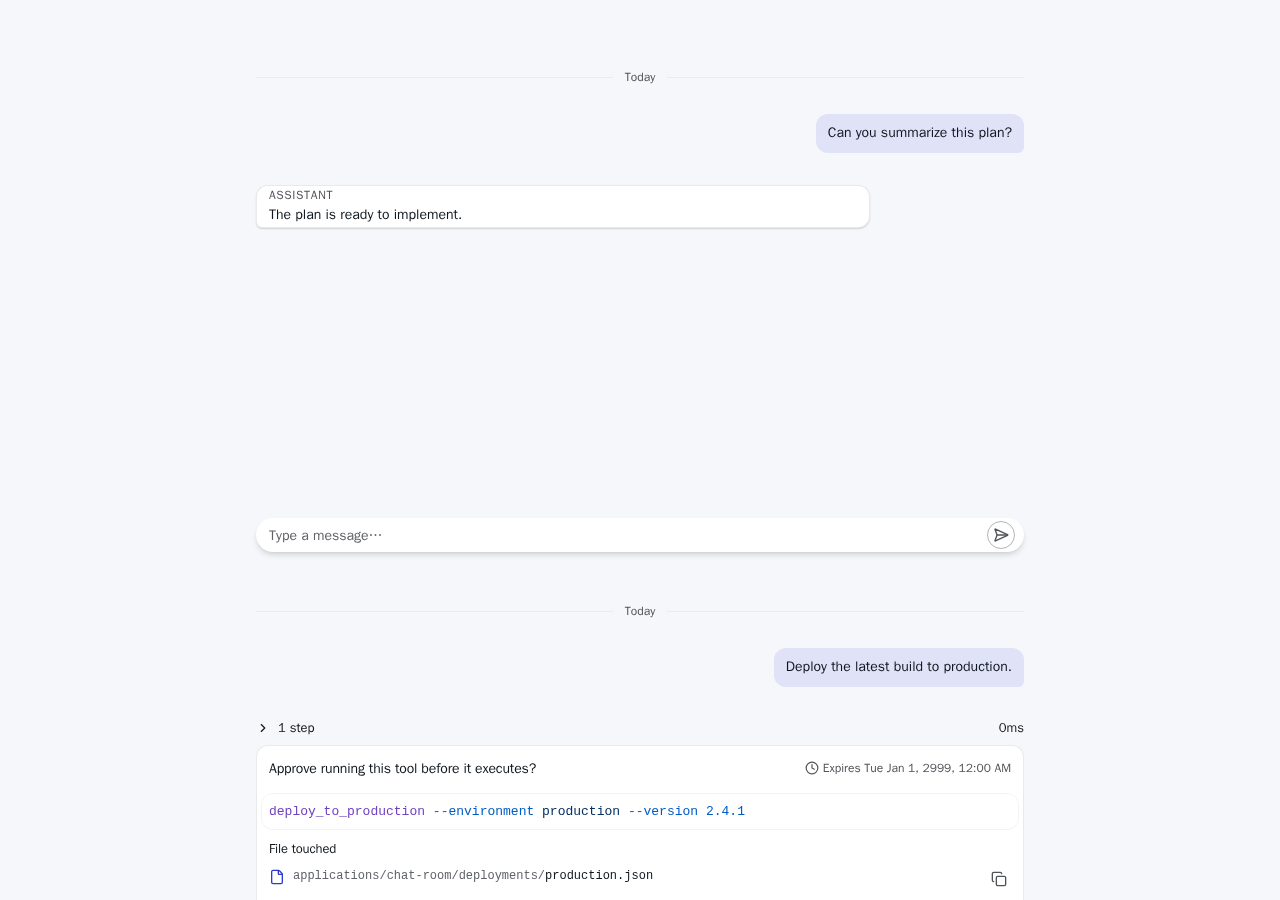 Today
Can you summarize this plan?
ASSISTANT
The plan is ready to implement.
Type a message…
Today
Deploy the latest build to production.
1 step 0ms
Approve running this tool before it executes? Expires Tue Jan 1, 2999, 12:00 AM
deploy_to_production --environment production --version 2.4.1
File touched
applications/chat-room/deployments/production.json